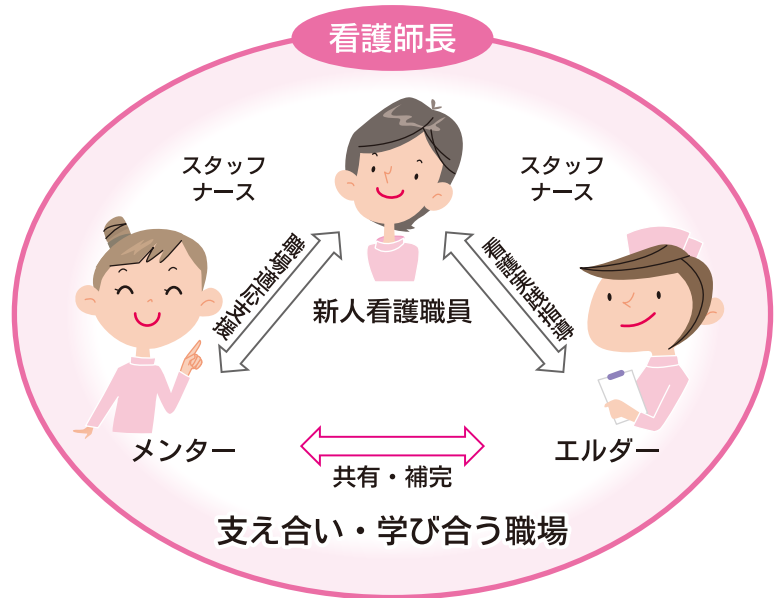 看護師長
スタッフ
ナース
スタッフ
ナース
職場適応支援
看護実践指導
新人看護職員
メンター
エルダー
共有・補完
支え合い・学び合う職場